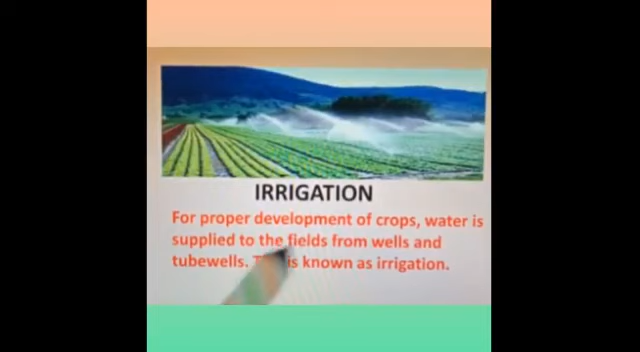 IRRIGATION
For proper development of crops, water is
supplied to the fields from wells and
tubewells. is known as irrigation.